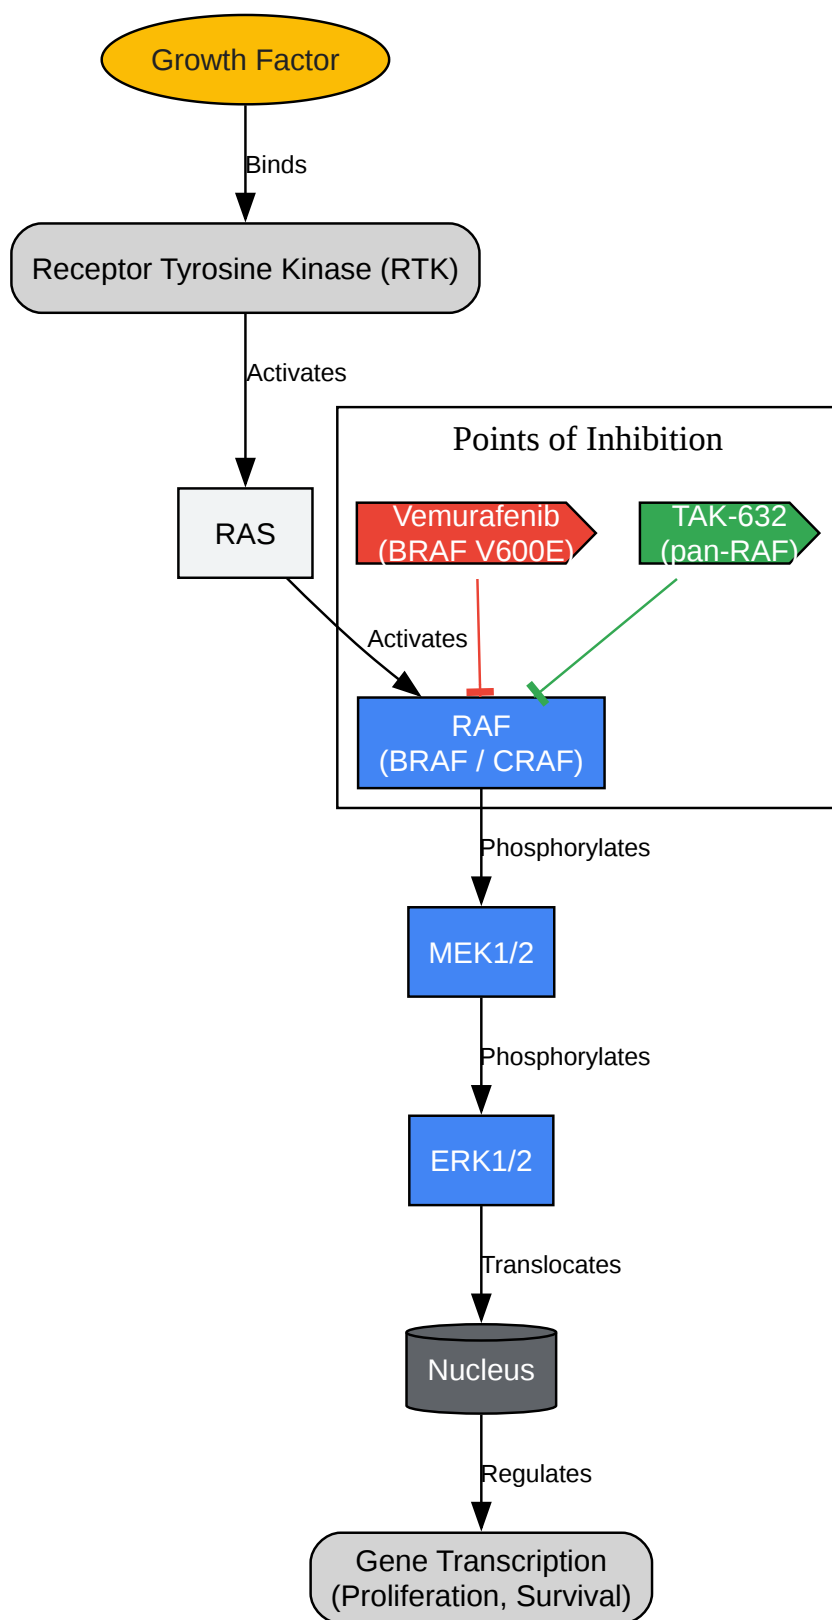 Growth Factor
Binds
Receptor Tyrosine Kinase (RTK)
Activates
Points of Inhibition
RAS
Vemurafenib
(BRAF V600E)
TAK-632
(pan-RAF)
Activates
RAF
(BRAF / CRAF)
Phosphorylates
MEK1/2
Phosphorylates
ERK1/2
Translocates
Nucleus
Regulates
Gene Transcription
(Proliferation, Survival)